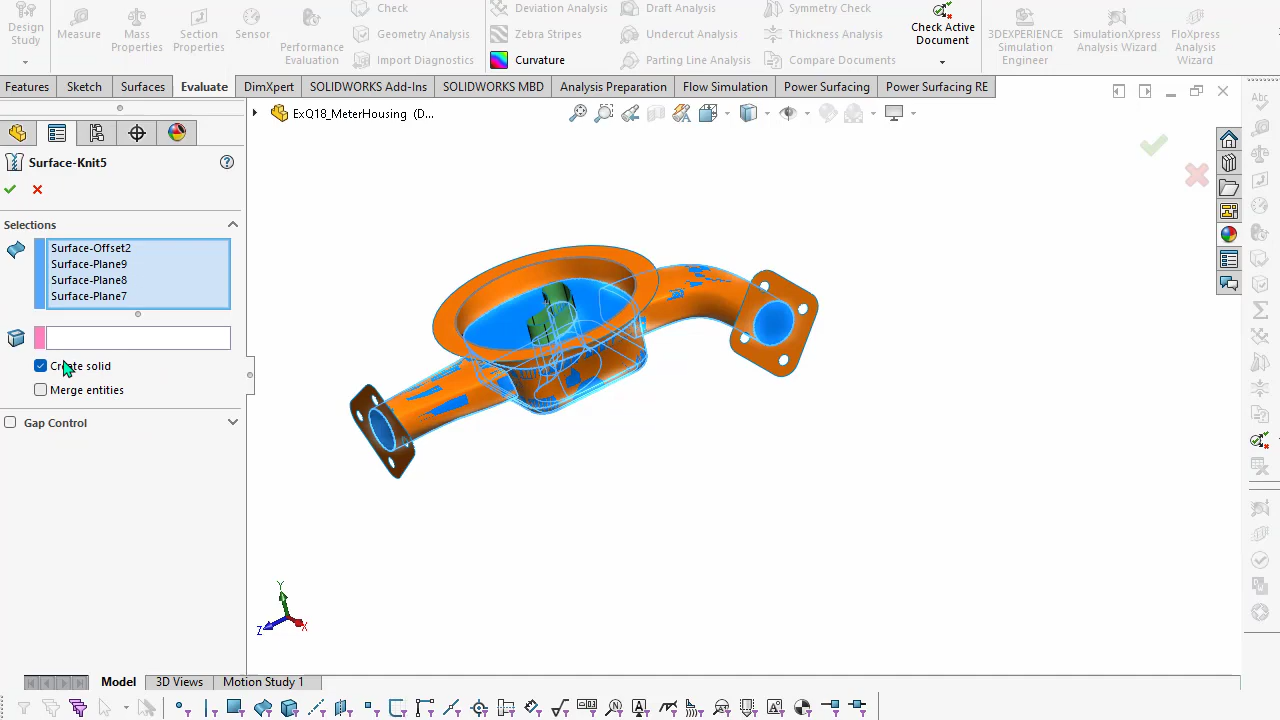 Design Study
Measure
Mass Properties
Section Properties
Sensor
Performance Evaluation
Check
Geometry Analysis
Import Diagnostics
Deviation Analysis
Zebra Stripes
Curvature
Draft Analysis
Undercut Analysis
Parting Line Analysis
Symmetry Check
Thickness Analysis
Compare Documents
Check Active Document
3DEXPERIENCE Simulation Engineer
SimulationXpress Analysis Wizard
FloXpress Analysis Wizard
Features
Sketch
Surfaces
Evaluate
DimXpert
SOLIDWORKS Add-Ins
SOLIDWORKS MBD
Analysis Preparation
Flow Simulation
Power Surfacing
Power Surfacing RE
ExQ18_MeterHousing (D...
Surface-Knit5
Selections
Surface-Offset2
Surface-Plane9
Surface-Plane8
Surface-Plane7
Create solid
Merge entities
Gap Control
Y
Z
X
Model
3D Views
Motion Study 1